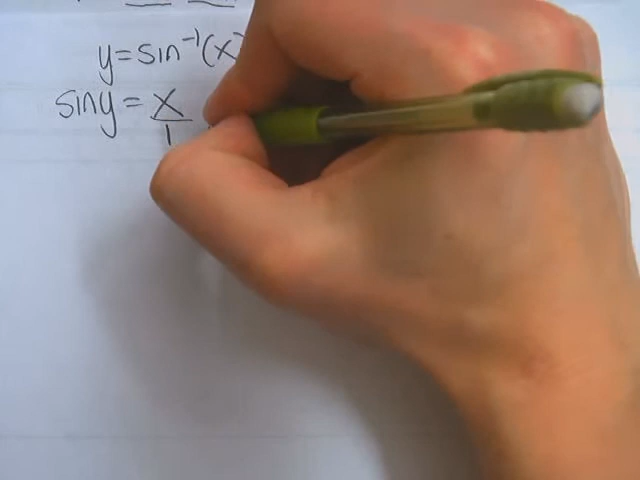 y=sin⁻¹(x)
siny = x/1